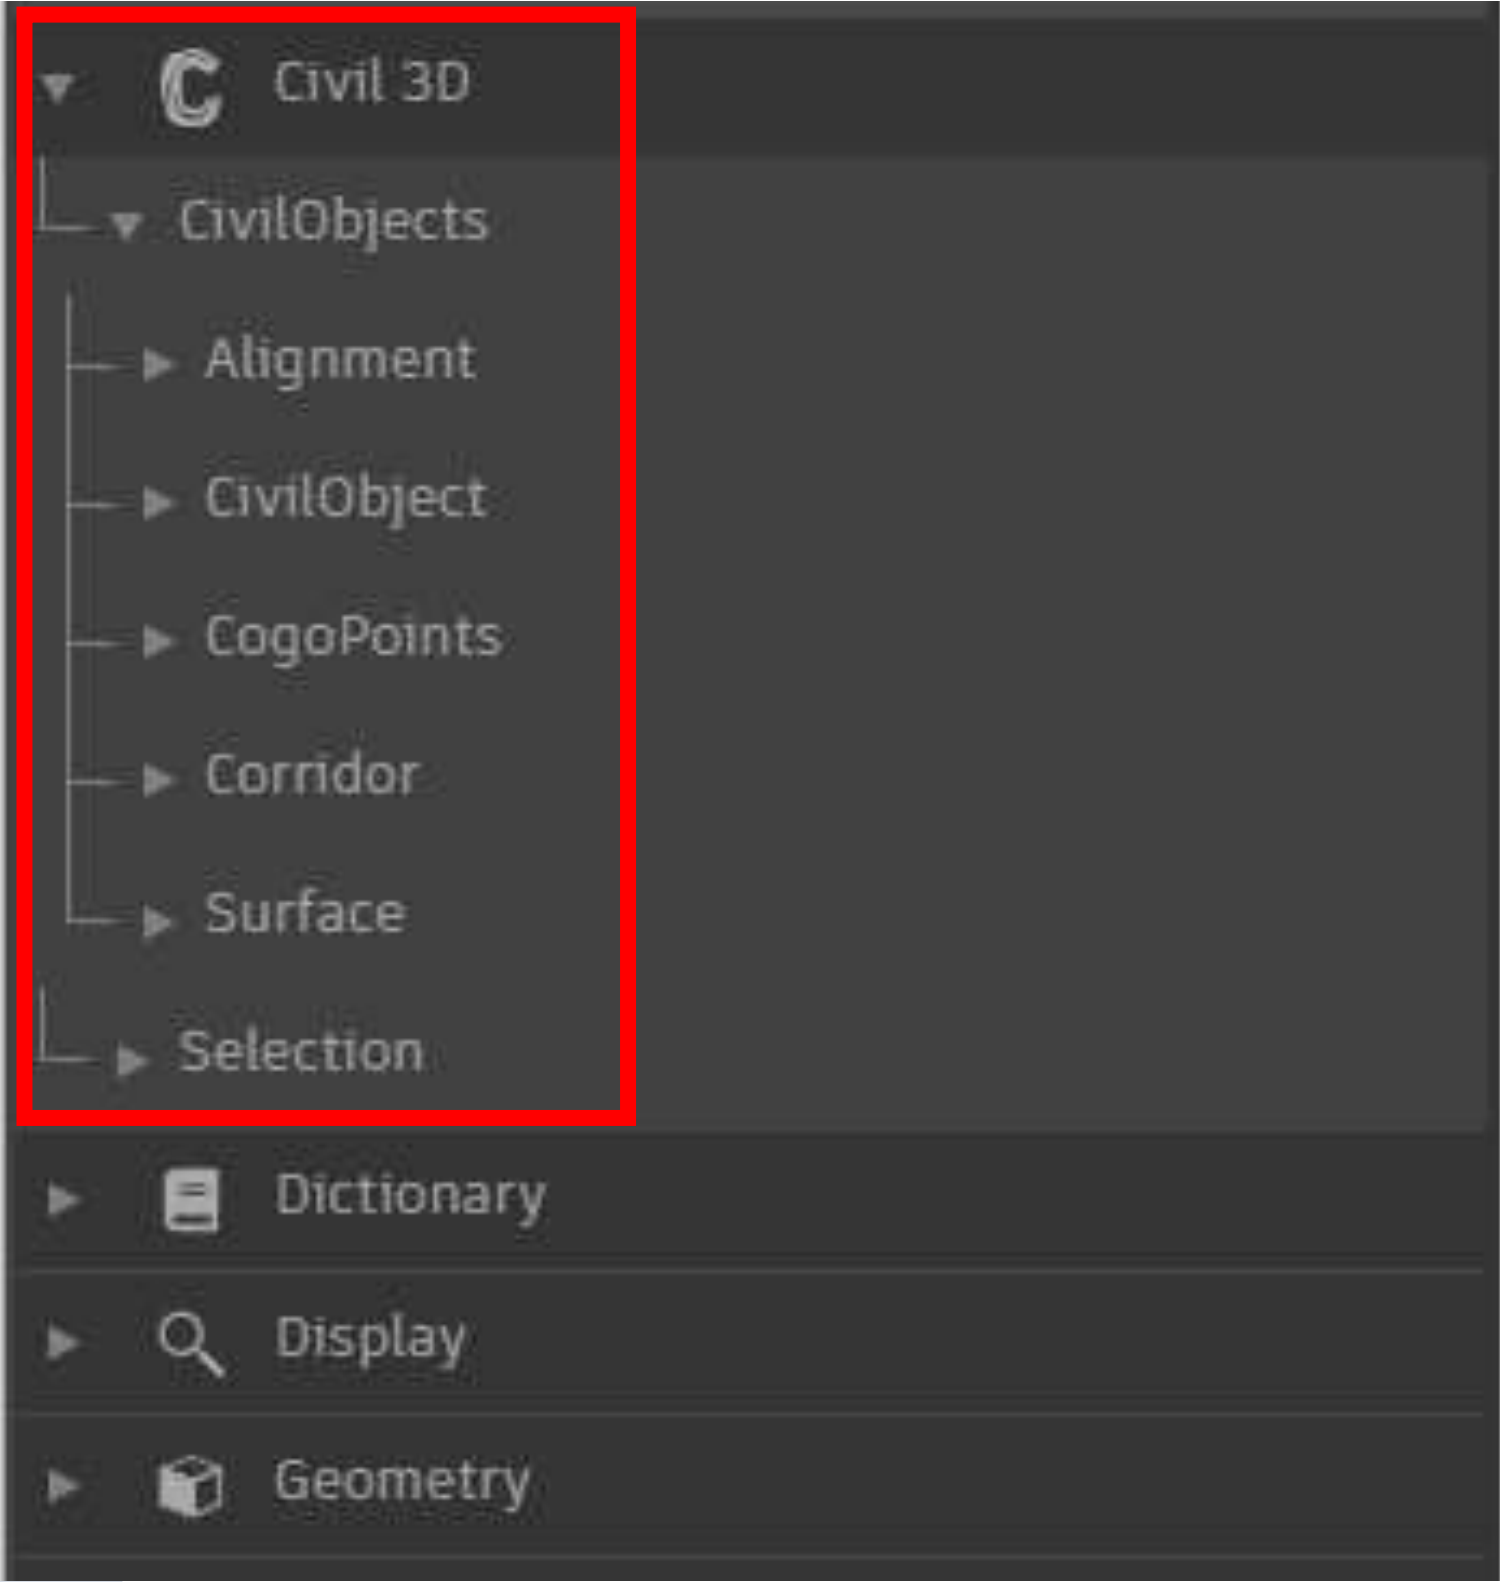 Civil 3D
CivilObjects
Alignment
CivilObject
CogoPoints
Corridor
Surface
Selection
Dictionary
Display
Geometry